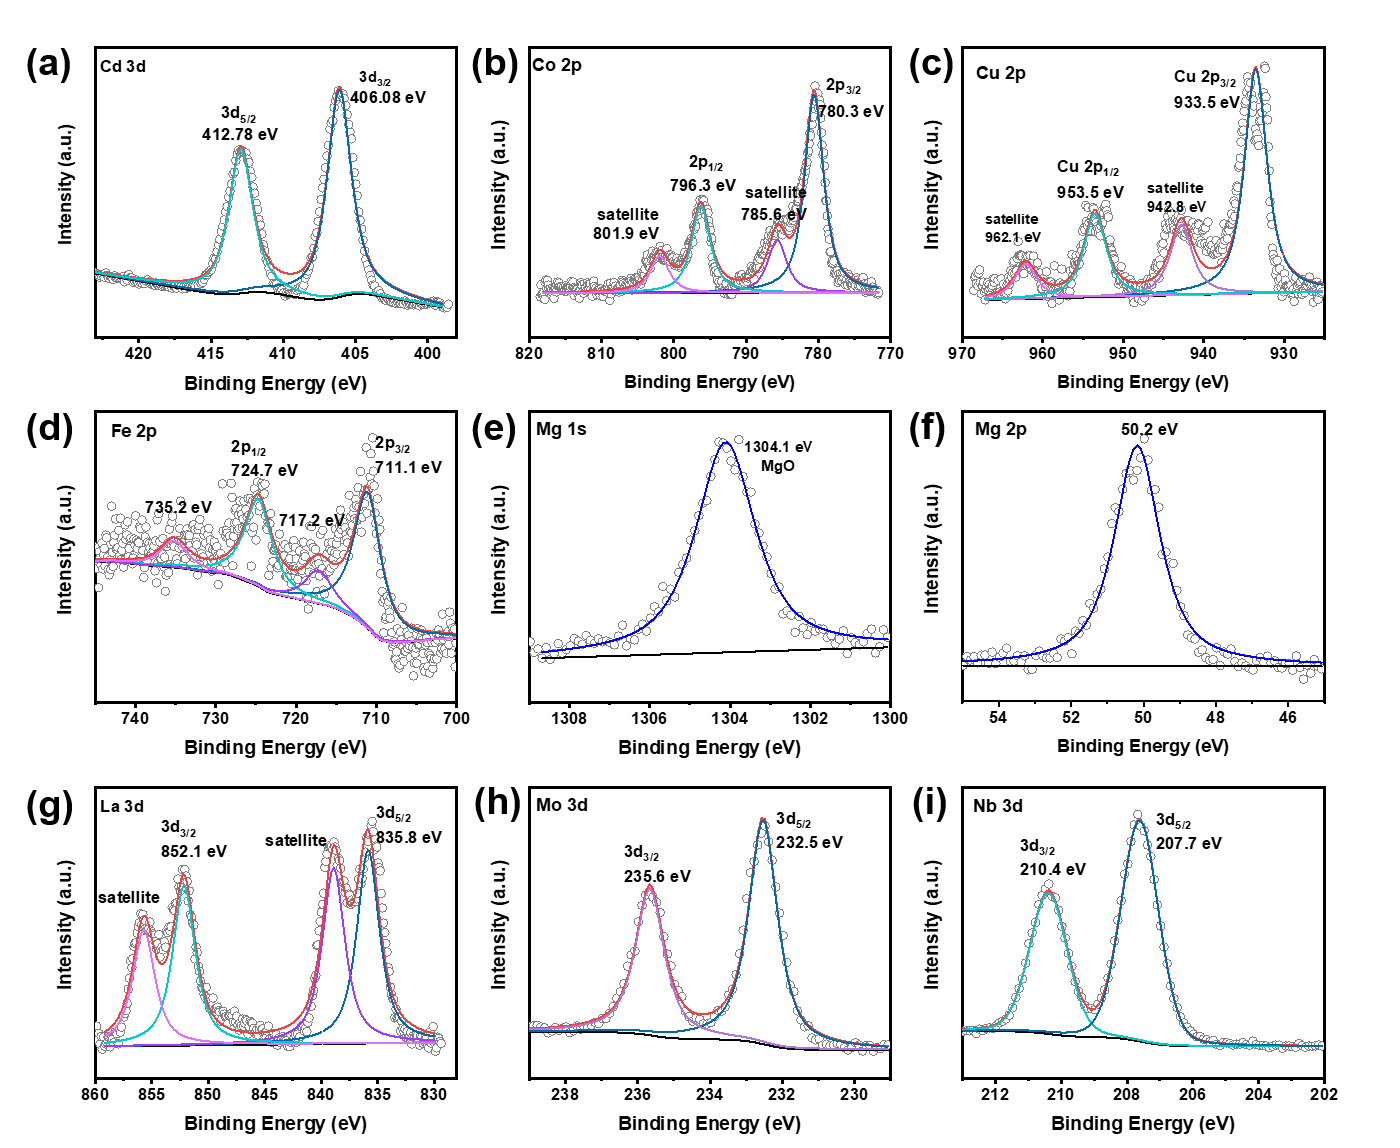 (a)
Cd 3d
3d3/2
406.08 eV
3d5/2
412.78 eV
Intensity (a.u.)
420 415 410 405 400
Binding Energy (eV)
(b)
Co 2p
2p3/2
780.3 eV
2p1/2
796.3 eV
satellite
785.6 eV
satellite
801.9 eV
Intensity (a.u.)
820 810 800 790 780 770
Binding Energy (eV)
(c)
Cu 2p
Cu 2p3/2
933.5 eV
Cu 2p1/2
953.5 eV
satellite
942.8 eV
satellite
962.1 eV
Intensity (a.u.)
970 960 950 940 930
Binding Energy (eV)
(d)
Fe 2p
2p3/2
711.1 eV
2p1/2
724.7 eV
735.2 eV
717.2 eV
Intensity (a.u.)
740 730 720 710 700
Binding Energy (eV)
(e)
Mg 1s
1304.1 eV
MgO
Intensity (a.u.)
1308 1306 1304 1302 1300
Binding Energy (eV)
(f)
Mg 2p
50.2 eV
Intensity (a.u.)
54 52 50 48 46
Binding Energy (eV)
(g)
La 3d
3d5/2
835.8 eV
3d3/2
852.1 eV
satellite
satellite
Intensity (a.u.)
860 855 850 845 840 835 830
Binding Energy (eV)
(h)
Mo 3d
3d5/2
232.5 eV
3d3/2
235.6 eV
Intensity (a.u.)
238 236 234 232 230
Binding Energy (eV)
(i)
Nb 3d
3d5/2
207.7 eV
3d3/2
210.4 eV
Intensity (a.u.)
212 210 208 206 204 202
Binding Energy (eV)